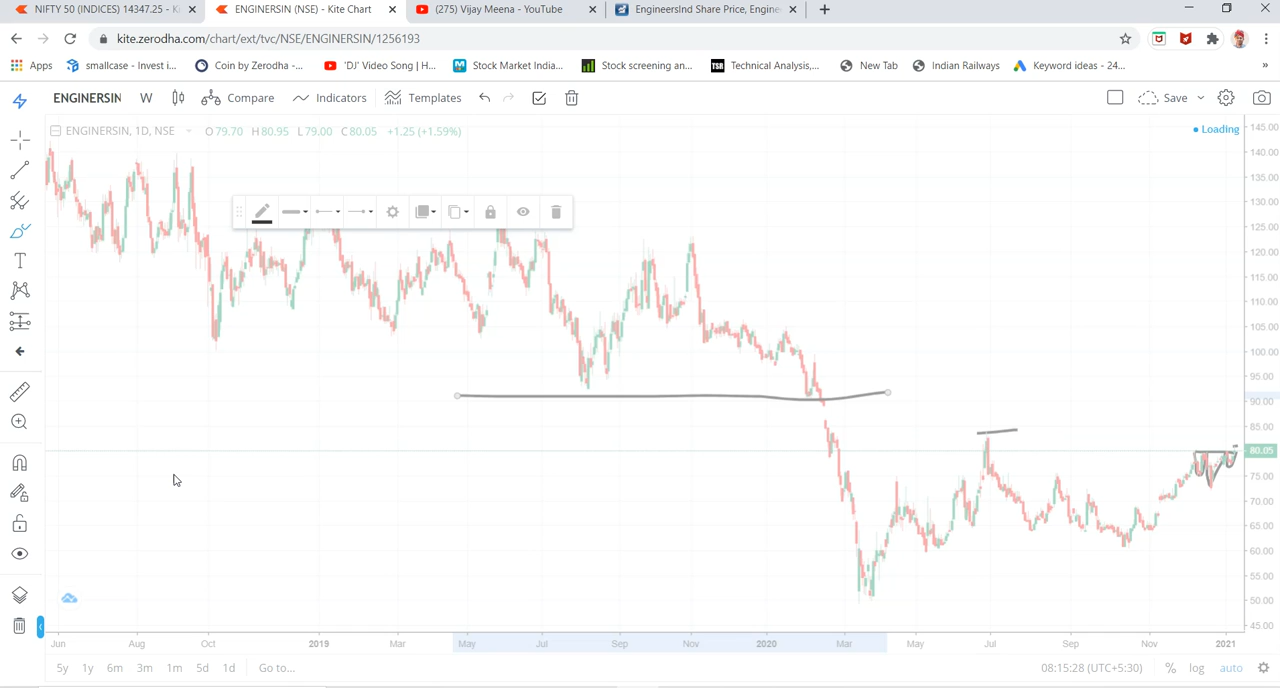 NIFTY 50 (INDICES) 14347.25 - K
ENGINERSIN (NSE) - Kite Chart
(275) Vijay Meena - YouTube
EngineersInd Share Price, Engine
kite.zerodha.com/chart/ext/tvc/NSE/ENGINERSIN/1256193
Apps
smallcase - Invest i...
Coin by Zerodha -...
'DJ' Video Song | H...
Stock Market India...
Stock screening an...
TSR Technical Analysis,...
New Tab
Indian Railways
Keyword ideas - 24...
»
ENGINERSIN W Compare Indicators Templates Save
ENGINERSIN, 1D, NSE O79.70 H80.95 L79.00 C80.05 +1.25 (+1.59%)
Loading
145.00
140.00
135.00
130.00
125.00
120.00
115.00
110.00
105.00
100.00
95.00
90.00
85.00
80.05
75.00
70.00
65.00
60.00
55.00
50.00
45.00
Jun Aug Oct 2019 Mar May Jul Sep Nov 2020 Mar May Jul Sep Nov 2021
5y 1y 6m 3m 1m 5d 1d Go to... 08:15:28 (UTC+5:30) % log auto